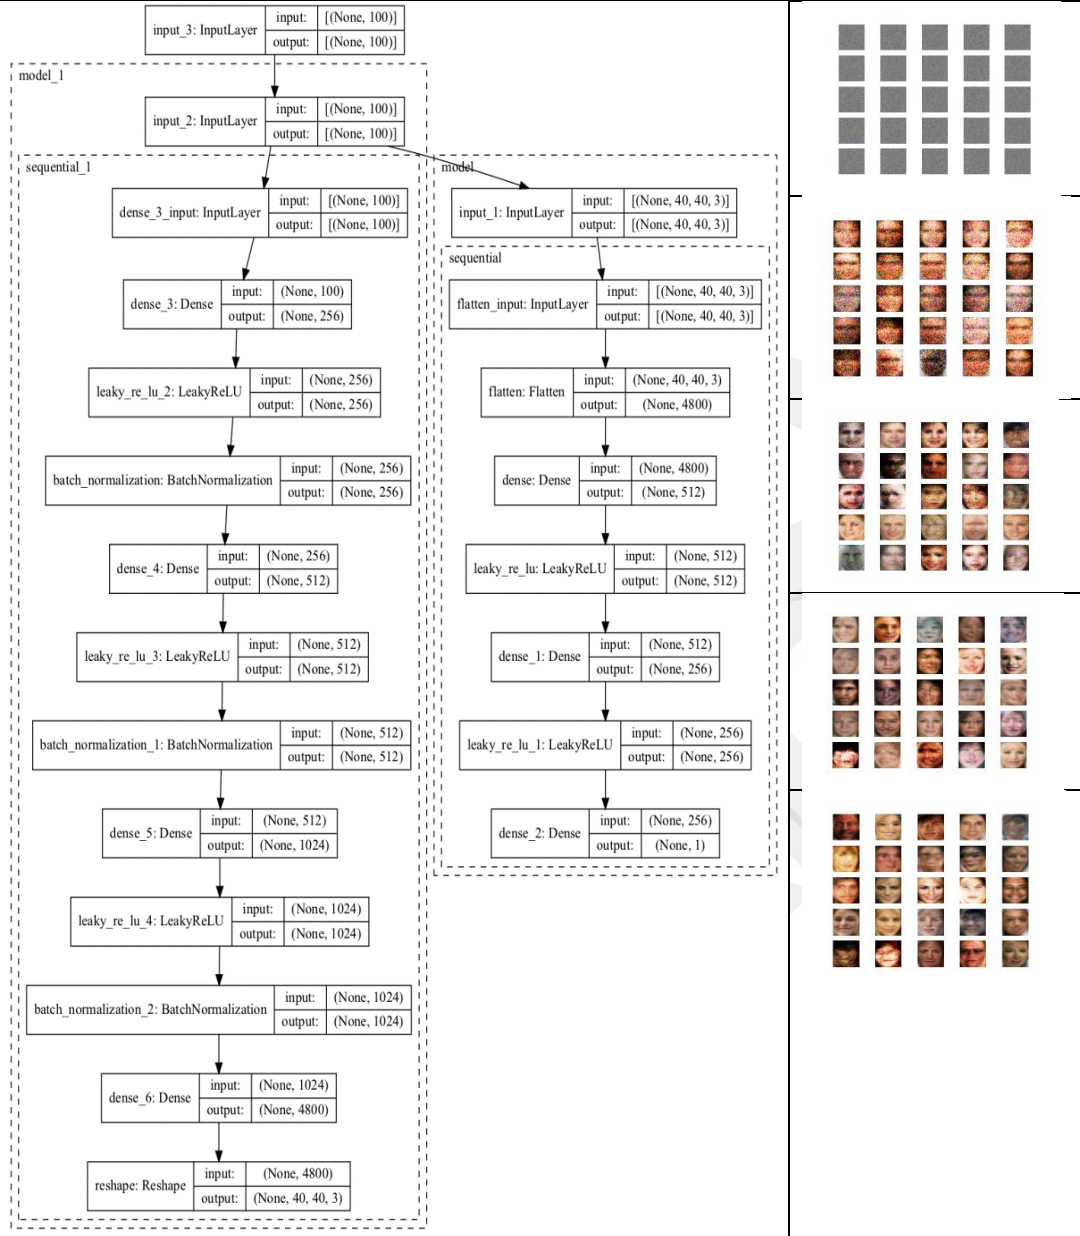 input_3: InputLayer
input: [(None, 100)]
output: [(None, 100)]
model_1
input_2: InputLayer
input: [(None, 100)]
output: [(None, 100)]
sequential_1
dense_3_input: InputLayer
input: [(None, 100)]
output: [(None, 100)]
dense_3: Dense
input: (None, 100)
output: (None, 256)
leaky_re_lu_2: LeakyReLU
input: (None, 256)
output: (None, 256)
batch_normalization: BatchNormalization
input: (None, 256)
output: (None, 256)
dense_4: Dense
input: (None, 256)
output: (None, 512)
leaky_re_lu_3: LeakyReLU
input: (None, 512)
output: (None, 512)
batch_normalization_1: BatchNormalization
input: (None, 512)
output: (None, 512)
dense_5: Dense
input: (None, 512)
output: (None, 1024)
leaky_re_lu_4: LeakyReLU
input: (None, 1024)
output: (None, 1024)
batch_normalization_2: BatchNormalization
input: (None, 1024)
output: (None, 1024)
dense_6: Dense
input: (None, 1024)
output: (None, 4800)
reshape: Reshape
input: (None, 4800)
output: (None, 40, 40, 3)
model
input_1: InputLayer
input: [(None, 40, 40, 3)]
output: [(None, 40, 40, 3)]
sequential
flatten_input: InputLayer
input: [(None, 40, 40, 3)]
output: [(None, 40, 40, 3)]
flatten: Flatten
input: (None, 40, 40, 3)
output: (None, 4800)
dense: Dense
input: (None, 4800)
output: (None, 512)
leaky_re_lu: LeakyReLU
input: (None, 512)
output: (None, 512)
dense_1: Dense
input: (None, 512)
output: (None, 256)
leaky_re_lu_1: LeakyReLU
input: (None, 256)
output: (None, 256)
dense_2: Dense
input: (None, 256)
output: (None, 1)